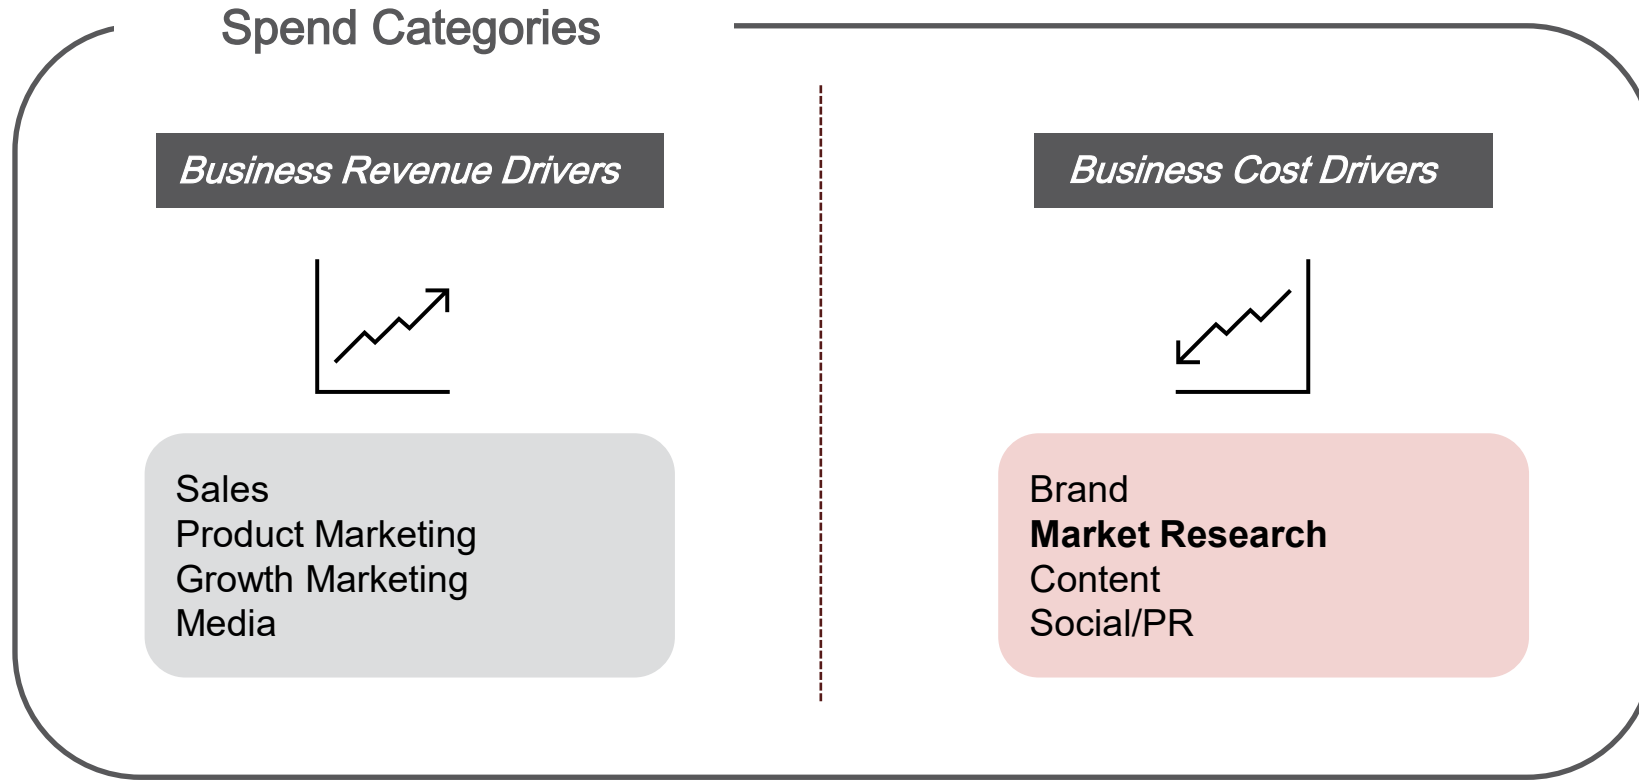 Spend Categories
Business Revenue Drivers
Sales
Product Marketing
Growth Marketing
Media
Business Cost Drivers
Brand
Market Research
Content
Social/PR